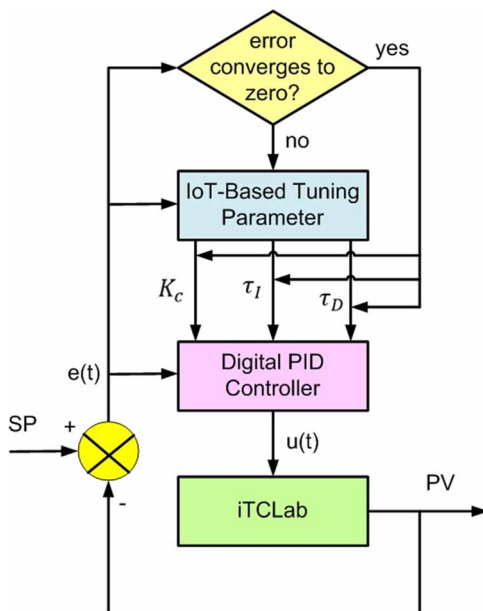 error
converges to
zero?
yes
no
IoT-Based Tuning
Parameter
K_c
τ_I
τ_D
Digital PID
Controller
e(t)
SP
+
-
u(t)
iTCLab
PV